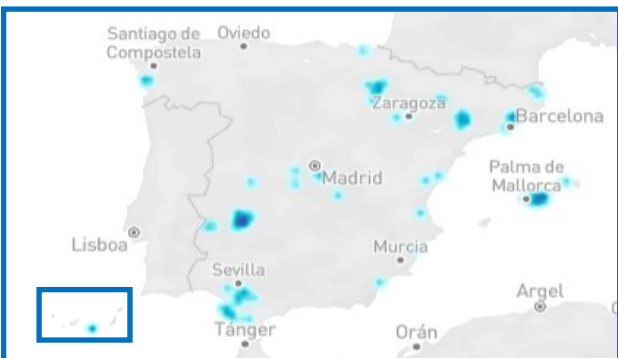 Santiago de
Compostela
Oviedo
Zaragoza
Barcelona
Madrid
Palma de
Mallorca
Lisboa
Murcia
Sevilla
Argel
Tánger
Orán